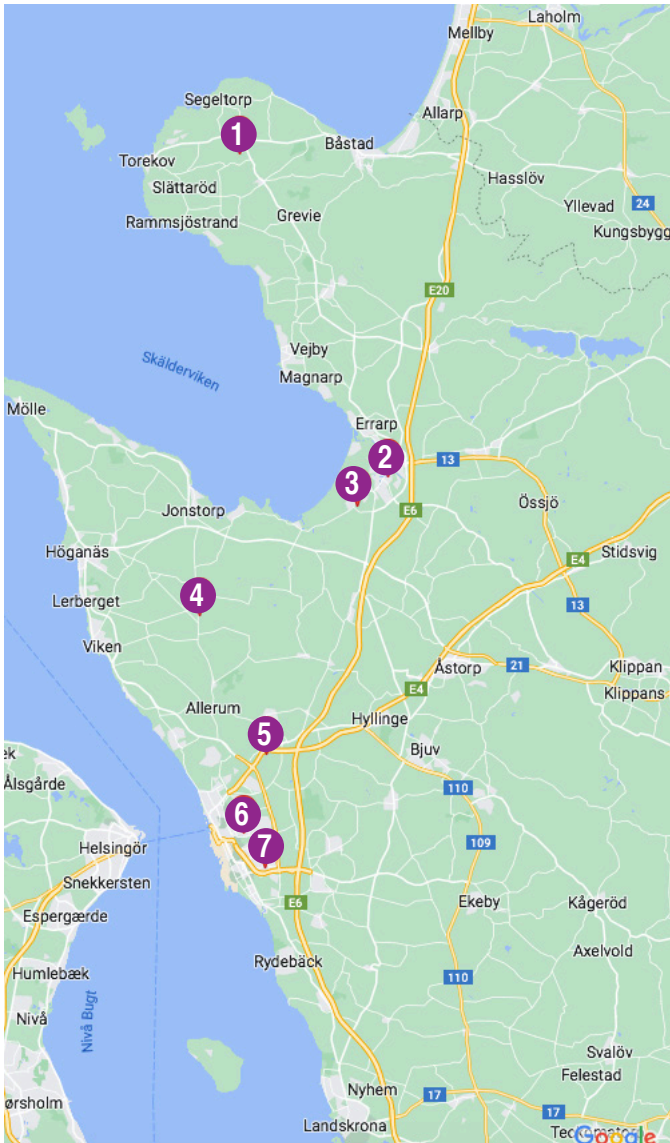 Laholm
Mellby
Segeltorp
1
Allarp
Båstad
Torekov
Hasslöv
Slättaröd
Yllevad
24
Grevie
Rammsjöstrand
Kungsbygg
E20
Vejby
Skälderviken
Magnarp
Mölle
Errarp
2
13
3
Össjö
Jonstorp
E6
Höganäs
Stidsvig
E4
4
Lerberget
13
Viken
21
Klippan
Åstorp
E4
Klippans
Allerum
Hyllinge
5
Bjuv
ek
Ålsgårde
110
6
Helsingör
109
7
Snekkersten
E6
Ekeby
Kågeröd
Espergærde
Axelvold
Rydebäck
Humlebæk
110
Nivå
Nivå Bugt
Svalöv
Felestad
Nyhem
17
ørsholm
17
Landskrona
Google